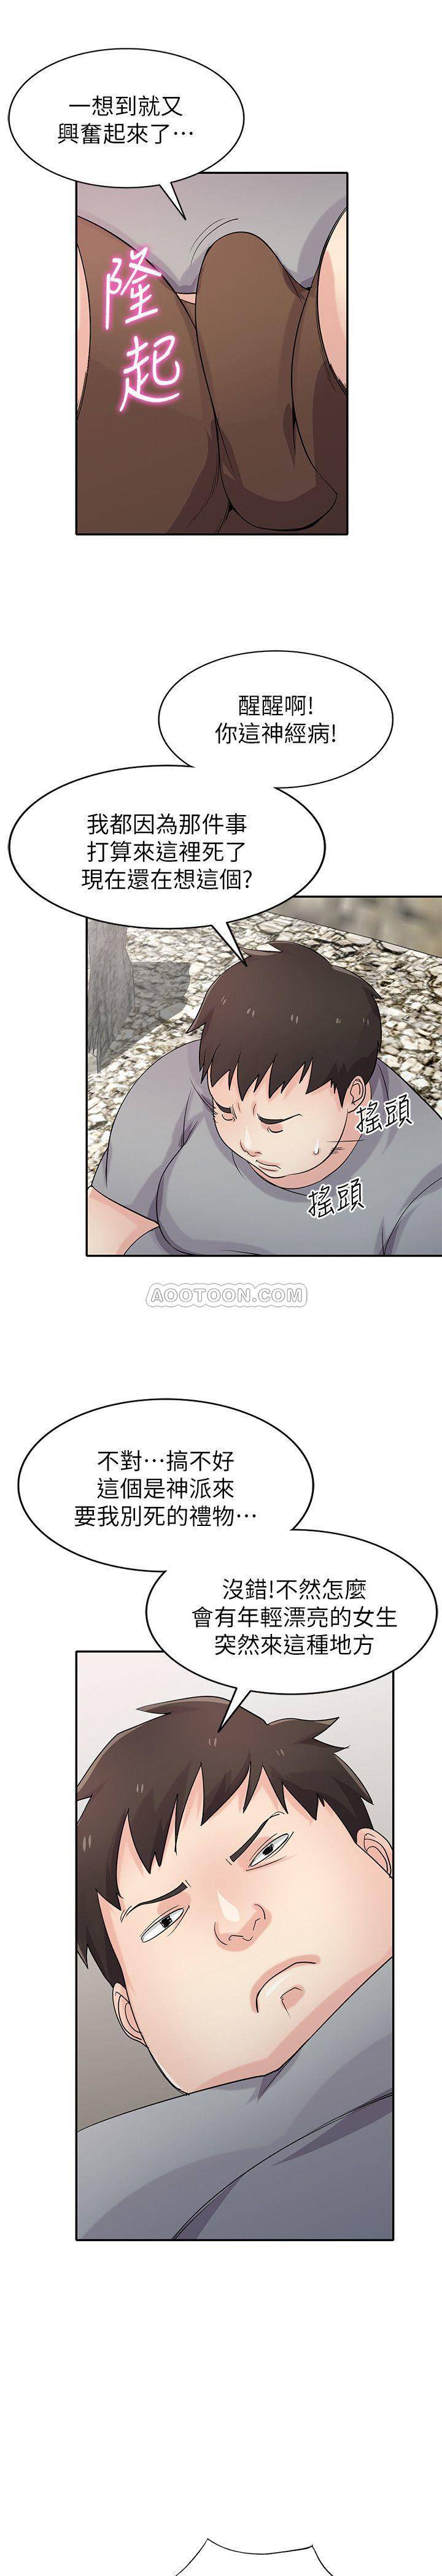 一想到就又
興奮起來了⋯
隆起
醒醒啊!
你這神經病!
我都因為那件事
打算來這裡死了
現在還在想這個?
搖頭
搖頭
AOOTOON.COM
不對⋯搞不好
這個是神派來
要我別死的禮物⋯
沒錯!不然怎麼
會有年輕漂亮的女生
突然來這種地方